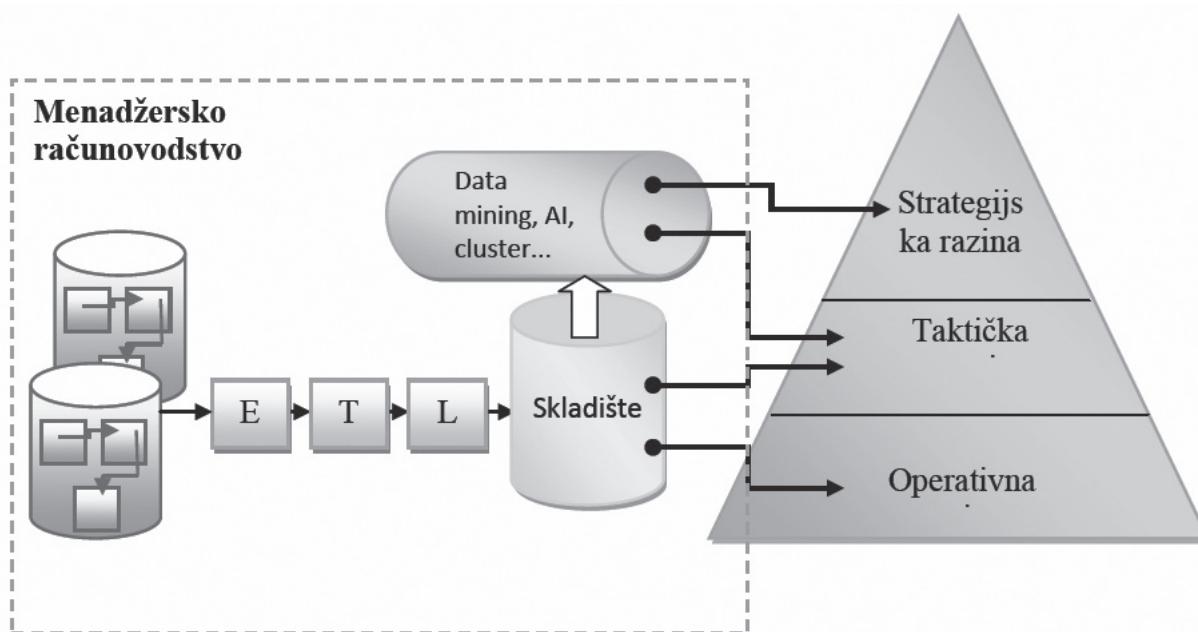 Menadžersko
računovodstvo
Data
mining, AI,
cluster...
Strategijs
ka razina
Taktička
E T L
Skladište
Operativna